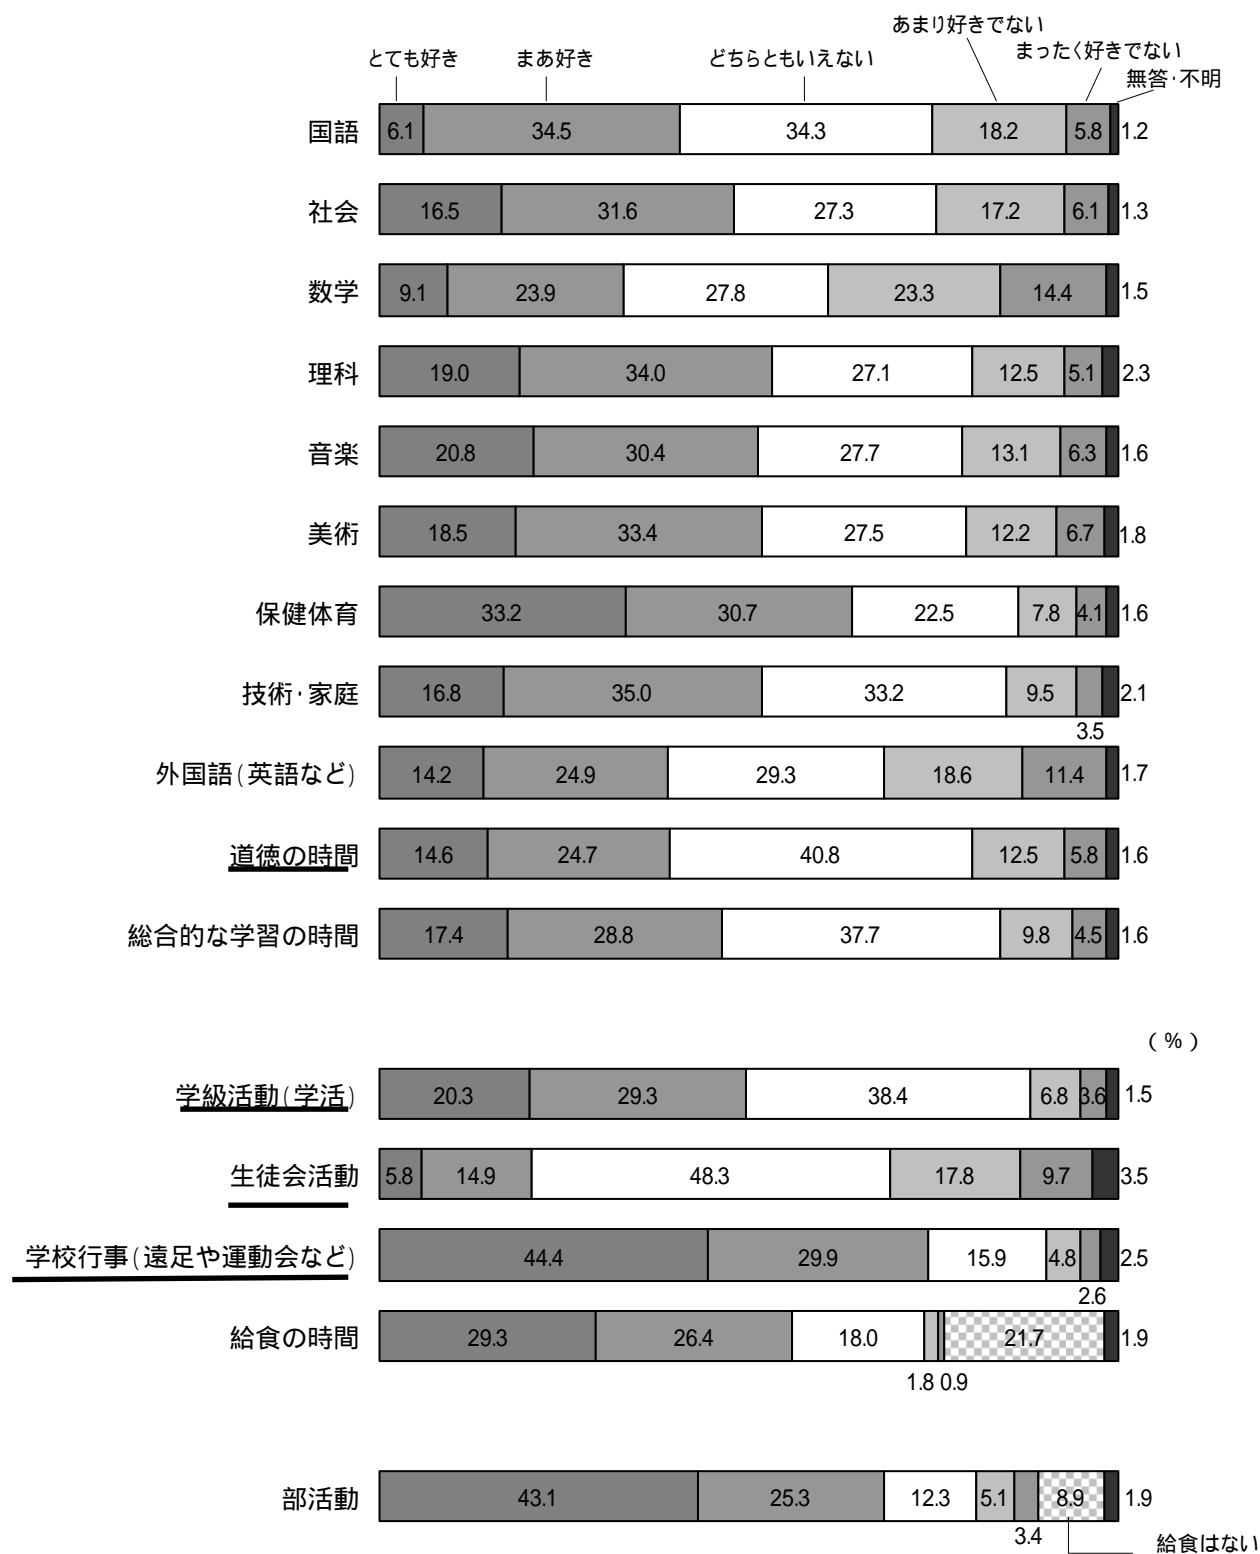 あまり好きでない
とても好き まあ好き どちらともいえない まったく好きでない
無答・不明
国語 6.1 34.5 34.3 18.2 5.8 1.2
社会 16.5 31.6 27.3 17.2 6.1 1.3
数学 9.1 23.9 27.8 23.3 14.4 1.5
理科 19.0 34.0 27.1 12.5 5.1 2.3
音楽 20.8 30.4 27.7 13.1 6.3 1.6
美術 18.5 33.4 27.5 12.2 6.7 1.8
保健体育 33.2 30.7 22.5 7.8 4.1 1.6
技術・家庭 16.8 35.0 33.2 9.5 2.1
3.5
外国語(英語など) 14.2 24.9 29.3 18.6 11.4 1.7
道徳の時間 14.6 24.7 40.8 12.5 5.8 1.6
総合的な学習の時間 17.4 28.8 37.7 9.8 4.5 1.6
(%)
学級活動(学活) 20.3 29.3 38.4 6.8 3.6 1.5
生徒会活動 5.8 14.9 48.3 17.8 9.7 3.5
学校行事(遠足や運動会など) 44.4 29.9 15.9 4.8 2.5
2.6
給食の時間 29.3 26.4 18.0 21.7 1.9
1.8 0.9
部活動 43.1 25.3 12.3 5.1 8.9 1.9
3.4
給食はない